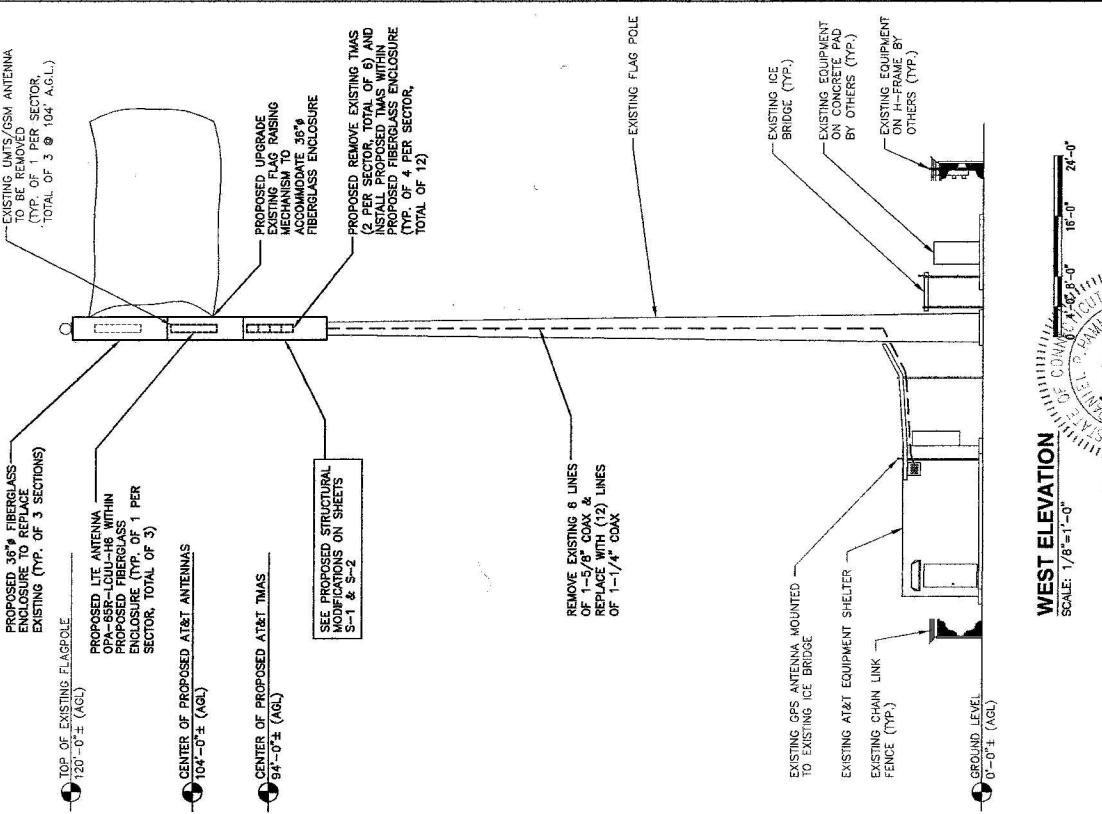 EXISTING UMTS/GSM ANTENNA
TO BE REMOVED
(TYP. OF 1 PER SECTOR,
TOTAL OF 3 @ 104' A.G.L.)
PROPOSED 36"ø FIBERGLASS
ENCLOSURE TO REPLACE
EXISTING (TYP. OF 3 SECTIONS)
TOP OF EXISTING FLAGPOLE
120'-0"± (AGL)
PROPOSED LTE ANTENNA
OPA-65R-LCUU-H6 WITHIN
PROPOSED FIBERGLASS
ENCLOSURE (TYP. OF 1 PER
SECTOR, TOTAL OF 3)
CENTER OF PROPOSED AT&T ANTENNAS
104'-0"± (AGL)
CENTER OF PROPOSED AT&T TMAS
94'-0"± (AGL)
PROPOSED UPGRADE
EXISTING FLAG RAISING
MECHANISM TO
ACCOMMODATE 36"ø
FIBERGLASS ENCLOSURE
PROPOSED REMOVE EXISTING TMAS
(2 PER SECTOR, TOTAL OF 6) AND
INSTALL PROPOSED TMAS WITHIN
PROPOSED FIBERGLASS ENCLOSURE
(TYP. OF 4 PER SECTOR,
TOTAL OF 12)
SEE PROPOSED STRUCTURAL
MODIFICATIONS ON SHEETS
S-1 & S-2
REMOVE EXISTING 6 LINES
OF 1-5/8" COAX &
REPLACE WITH (12) LINES
OF 1-1/4" COAX
EXISTING FLAG POLE
EXISTING GPS ANTENNA MOUNTED
TO EXISTING ICE BRIDGE
EXISTING AT&T EQUIPMENT SHELTER
EXISTING CHAIN LINK
FENCE (TYP.)
GROUND LEVEL
0'-0"± (AGL)
EXISTING ICE
BRIDGE (TYP.)
EXISTING EQUIPMENT
ON CONCRETE PAD
BY OTHERS (TYP.)
EXISTING EQUIPMENT
ON H-FRAME BY
OTHERS (TYP.)
WEST ELEVATION
SCALE: 1/8"=1'-0"
0' 4'-0" 8'-0" 16'-0" 24'-0"
STATE OF
DANIEL P.